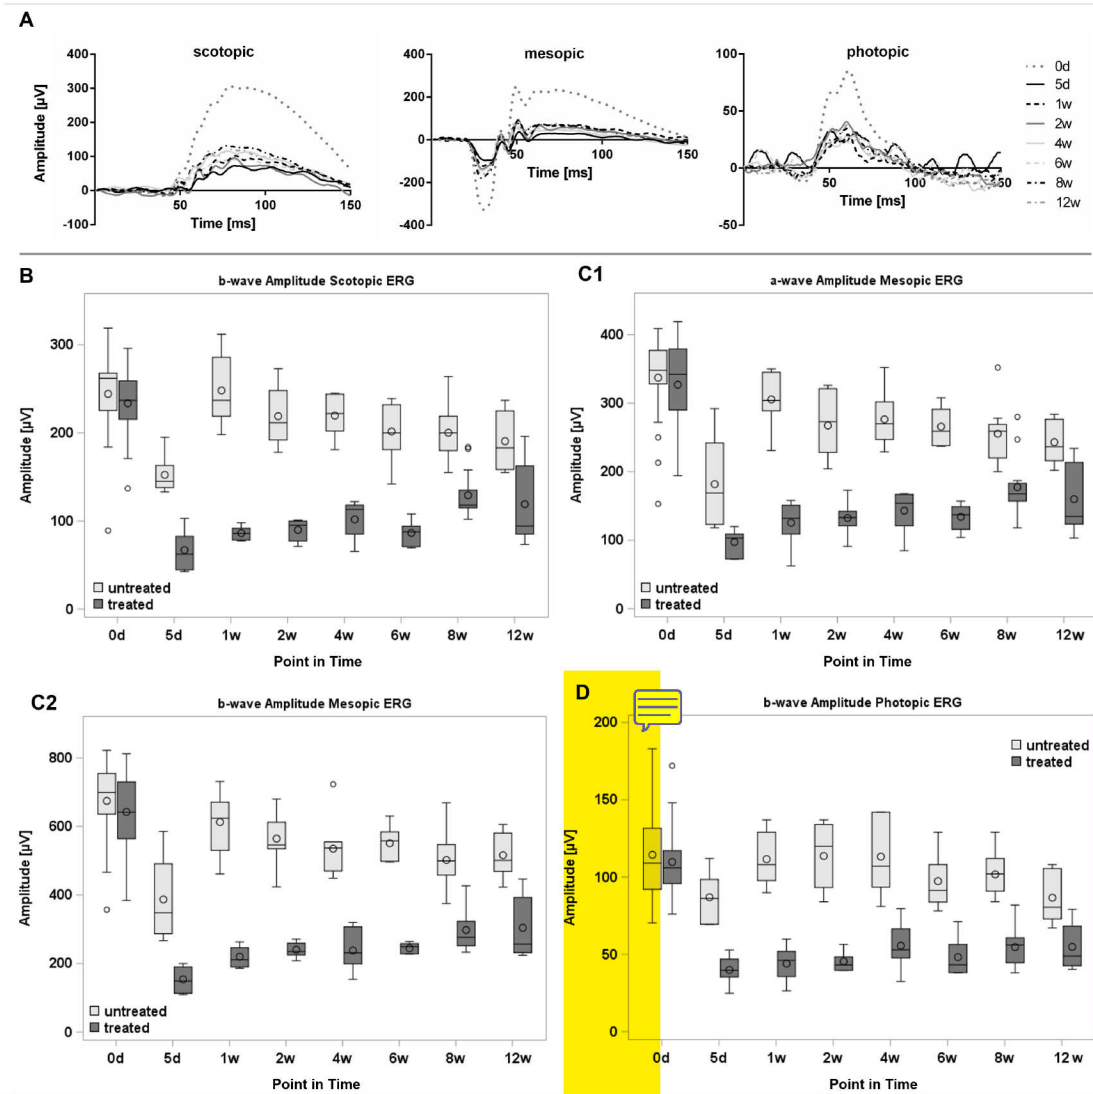 A
scotopic
mesopic
photopic
Amplitude [µV]
400
300
200
100
0
-100
50
100
150
Time [ms]
400
200
0
-200
-400
50
100
150
Time [ms]
100
50
0
-50
50
100
50
Time [ms]
0d
5d
1w
2w
4w
6w
8w
12w
B
b-wave Amplitude Scotopic ERG
Amplitude [µV]
300
200
100
0
untreated
treated
0d 5d 1w 2w 4w 6w 8w 12w
Point in Time
C1
a-wave Amplitude Mesopic ERG
Amplitude [µV]
400
300
200
100
0
untreated
treated
0d 5d 1w 2w 4w 6w 8w 12w
Point in Time
C2
b-wave Amplitude Mesopic ERG
Amplitude [µV]
800
600
400
200
0
untreated
treated
0d 5d 1w 2w 4w 6w 8w 12w
Point in Time
D
b-wave Amplitude Photopic ERG
Amplitude [µV]
200
150
100
50
0
untreated
treated
0d 5d 1w 2w 4w 6w 8w 12w
Point in Time